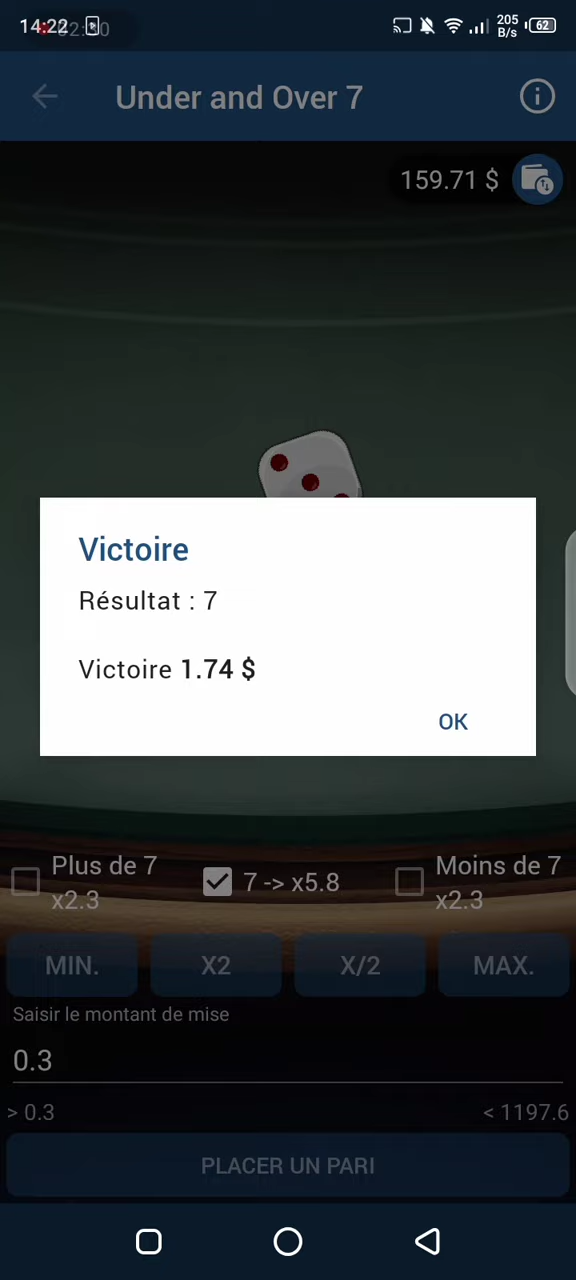 14:22
02:30
205
B/s
62
Under and Over 7
159.71 $
Victoire
Résultat : 7
Victoire 1.74 $
OK
Plus de 7
x2.3
7 -> x5.8
Moins de 7
x2.3
MIN.
X2
X/2
MAX.
Saisir le montant de mise
0.3
> 0.3
< 1197.6
PLACER UN PARI